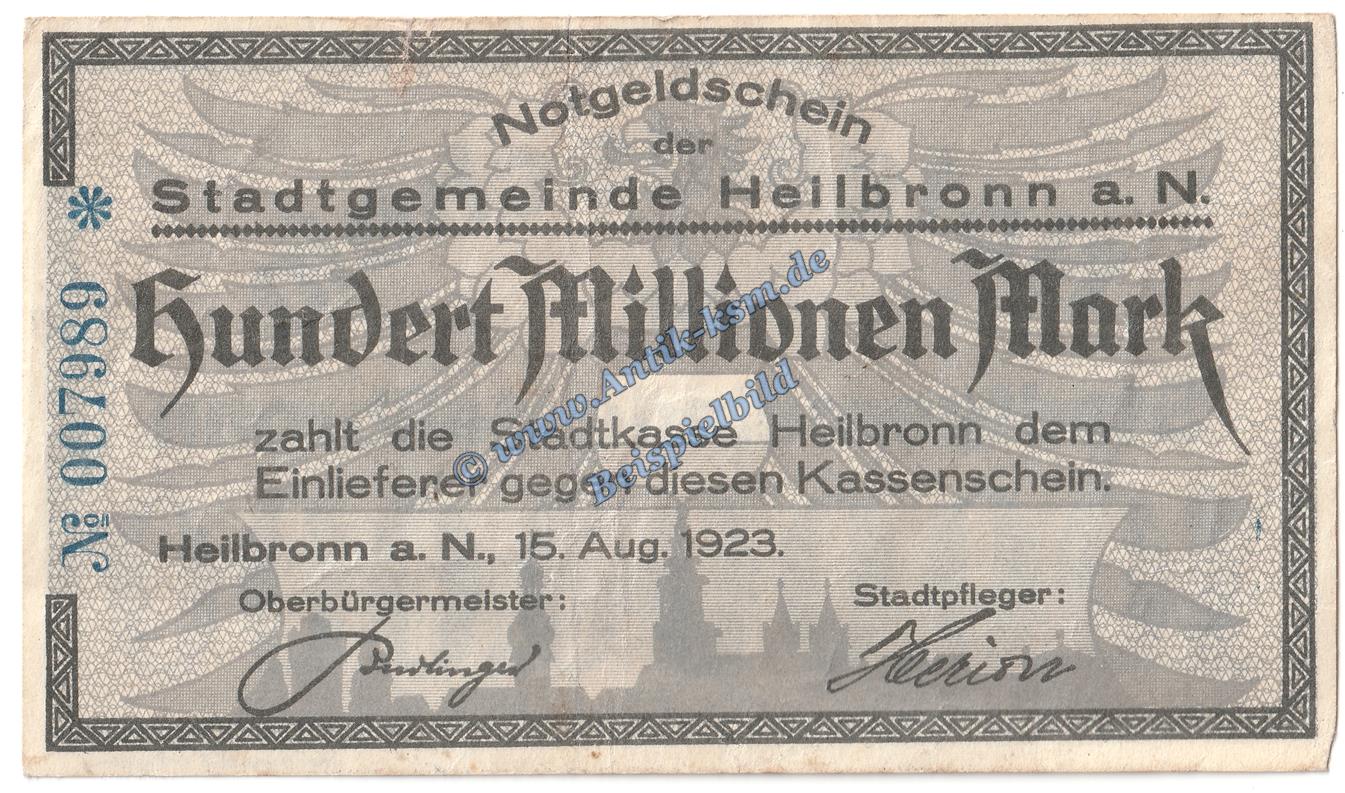 Notgeldschein
der
Stadtgemeinde Heilbronn a. N.
Hundert Millionen Mark
zahlt die Stadtkasse Heilbronn dem
Einlieferer gegen diesen Kassenschein.
Heilbronn a. N., 15. Aug. 1923.
Oberbürgermeister:
Stadtpfleger:
Herion
№ 007989 *
© www.Antik-ksm.de
Beispielbild